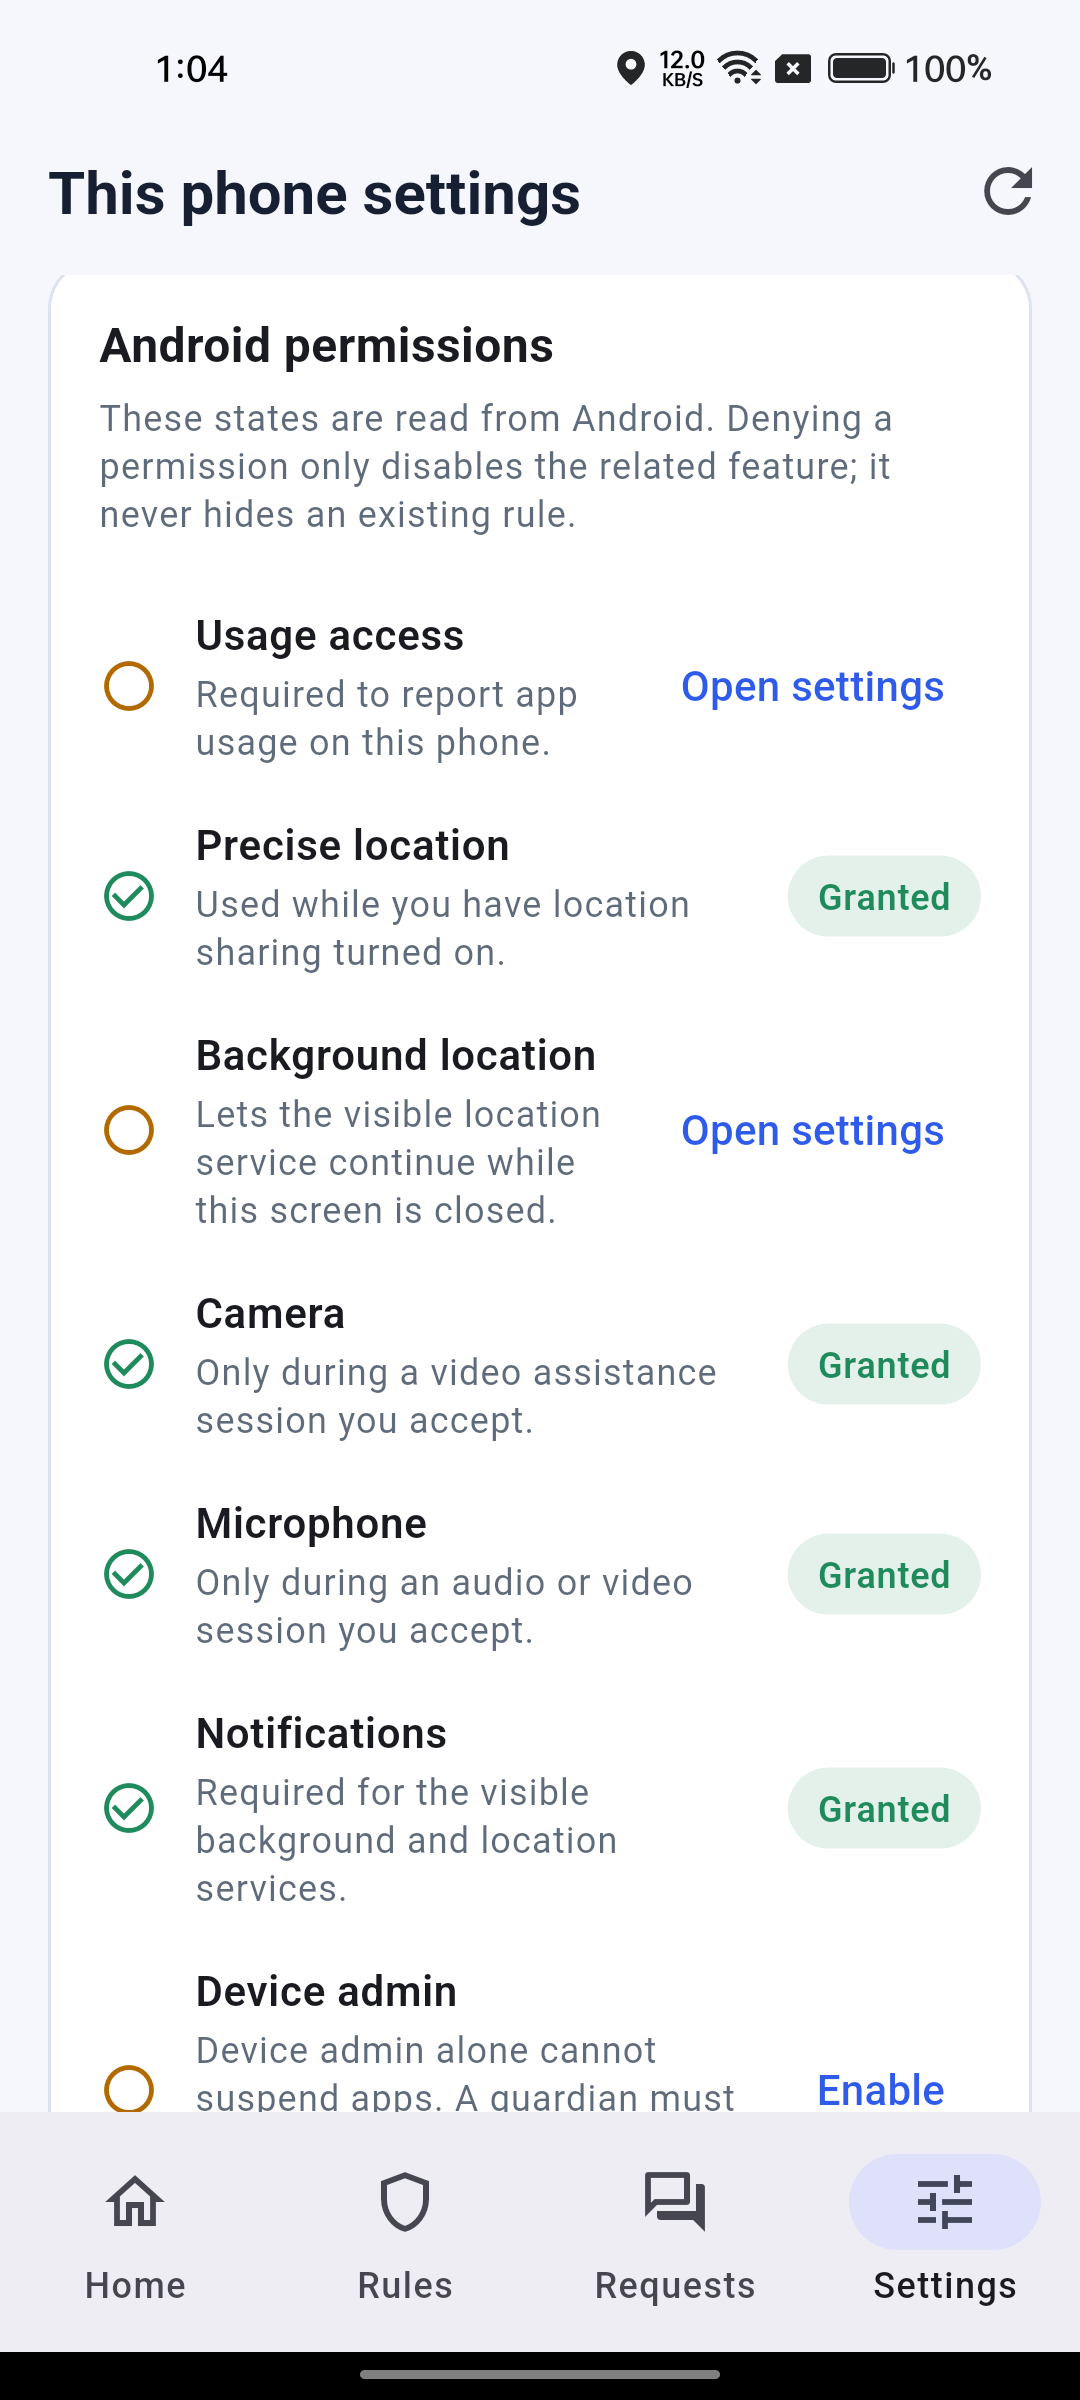 1:04
12.0
KB/S
100%
This phone settings
Android permissions
These states are read from Android. Denying a
permission only disables the related feature; it
never hides an existing rule.
Usage access
Required to report app
usage on this phone.
Open settings
Precise location
Used while you have location
sharing turned on.
Granted
Background location
Lets the visible location
service continue while
this screen is closed.
Open settings
Camera
Only during a video assistance
session you accept.
Granted
Microphone
Only during an audio or video
session you accept.
Granted
Notifications
Required for the visible
background and location
services.
Granted
Device admin
Device admin alone cannot
suspend apps. A guardian must
Enable
Home
Rules
Requests
Settings